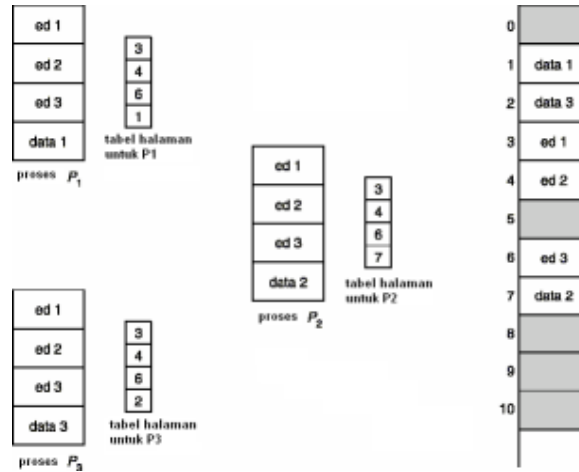 ed 1
ed 2
ed 3
data 1
proses P1
3
4
6
1
tabel halaman
untuk P1
ed 1
ed 2
ed 3
data 2
proses P2
3
4
6
7
tabel halaman
untuk P2
ed 1
ed 2
ed 3
data 3
proses P3
3
4
6
2
tabel halaman
untuk P3
0
1 data 1
2 data 3
3 ed 1
4 ed 2
5
6 ed 3
7 data 2
8
9
10